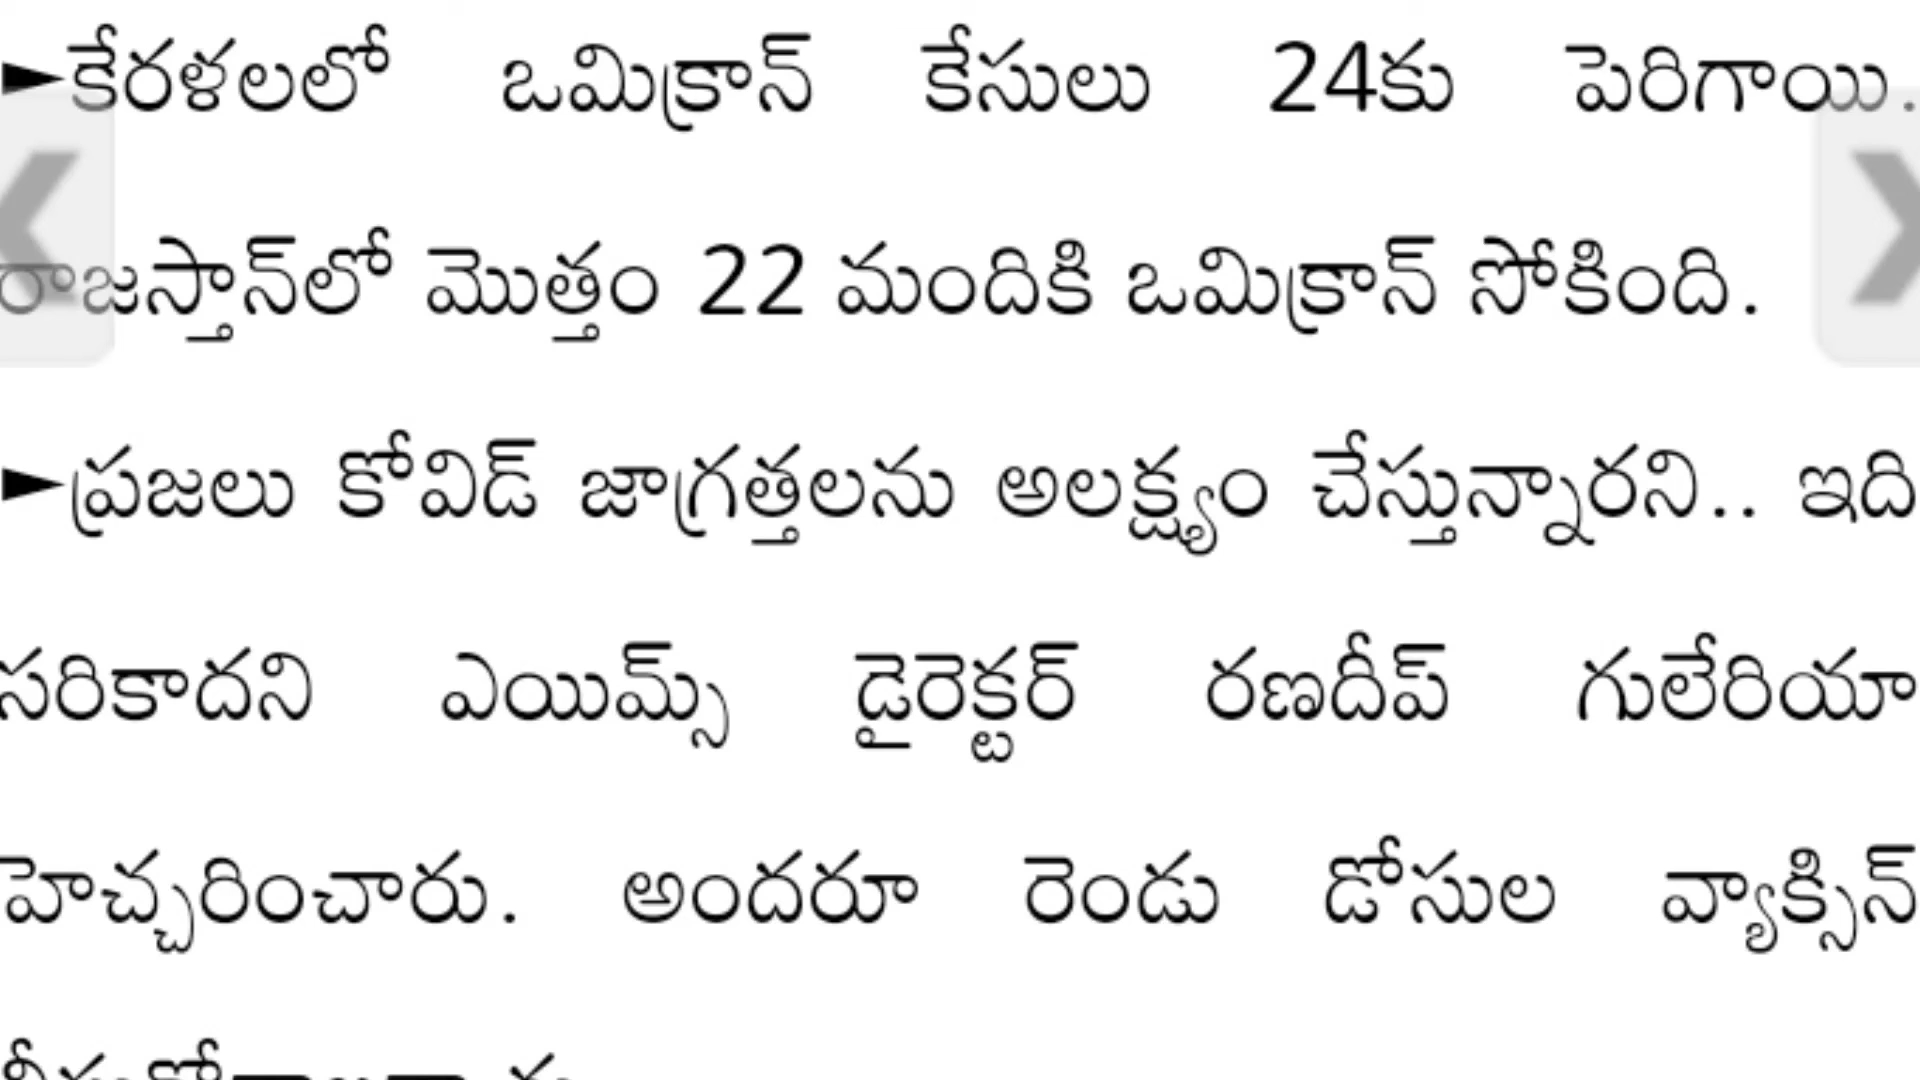 ►కేరళలలో ఒమిక్రాన్ కేసులు 24కు పెరిగాయి.
రాజస్తాన్‌లో మొత్తం 22 మందికి ఒమిక్రాన్ సోకింది.
►ప్రజలు కోవిడ్ జాగ్రత్తలను అలక్ష్యం చేస్తున్నారని.. ఇది
సరికాదని ఎయిమ్స్ డైరెక్టర్ రణదీప్ గులేరియా
హెచ్చరించారు. అందరూ రెండు డోసుల వ్యాక్సిన్